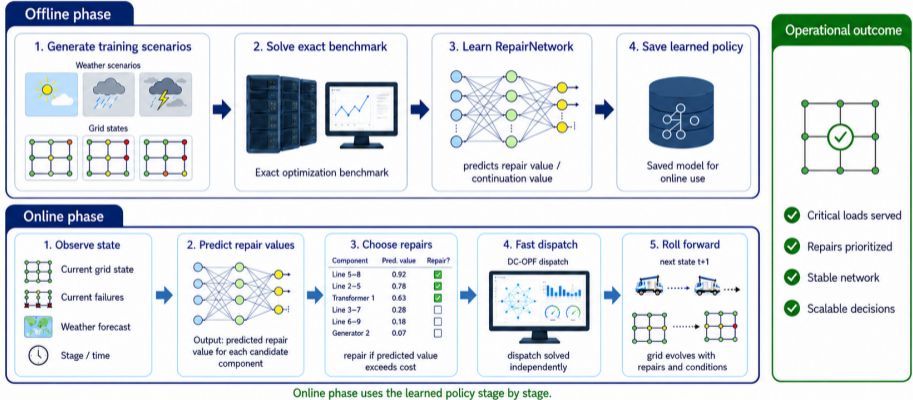 Offline phase
1. Generate training scenarios
Weather scenarios
Grid states
2. Solve exact benchmark
Exact optimization benchmark
3. Learn RepairNetwork
predicts repair value /
continuation value
4. Save learned policy
Saved model for
online use
Online phase
1. Observe state
Current grid state
Current failures
Weather forecast
Stage / time
2. Predict repair values
Output: predicted repair
value for each candidate
component
3. Choose repairs
Component Pred. value Repair?
Line 5–8 0.92
Line 2–5 0.78
Transformer 1 0.63
Line 3–7 0.28
Line 6–9 0.18
Generator 2 0.07
repair if predicted value
exceeds cost
4. Fast dispatch
DC-OPF dispatch
dispatch solved
independently
5. Roll forward
next state t+1
grid evolves with
repairs and conditions
Online phase uses the learned policy stage by stage.
Operational outcome
Critical loads served
Repairs prioritized
Stable network
Scalable decisions